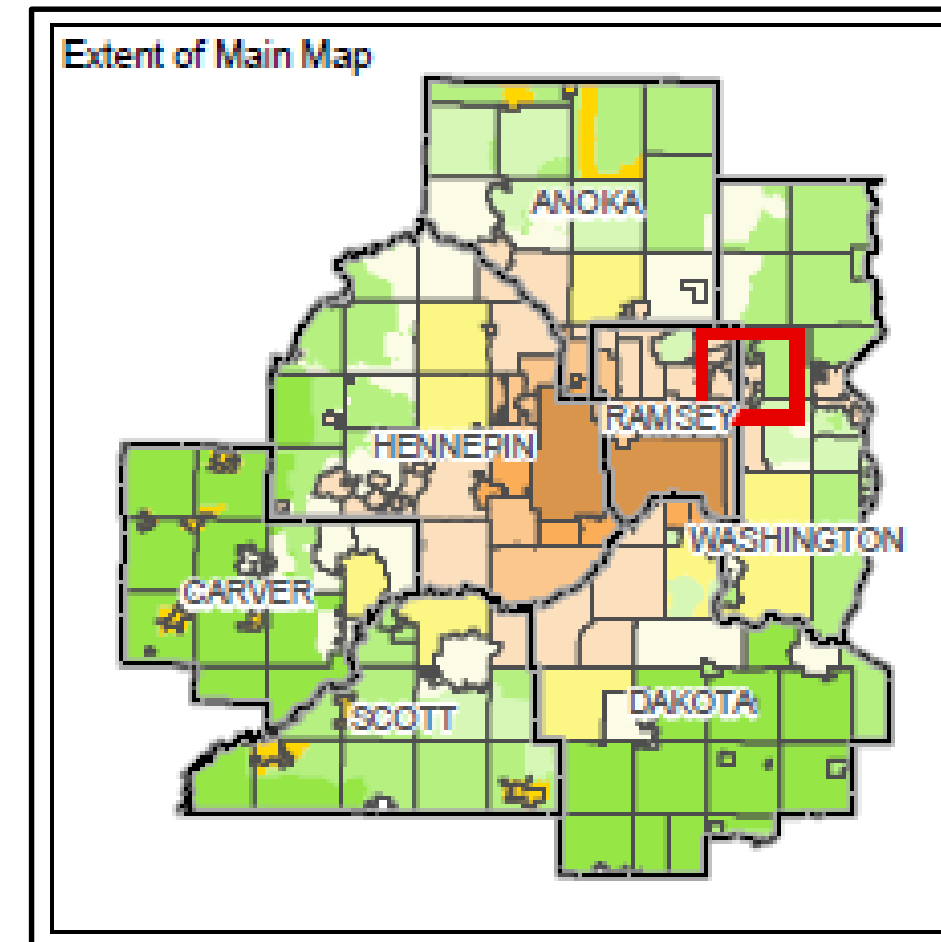 Extent of Main Map
ANOKA
RAMSEY
HENNEPIN
WASHINGTON
CARVER
DAKOTA
SCOTT